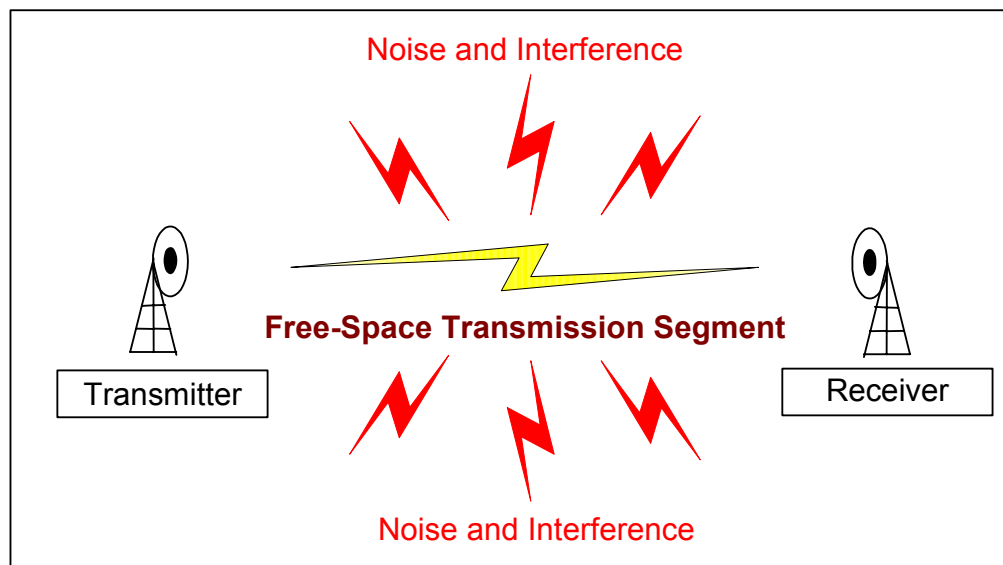 Noise and Interference
Free-Space Transmission Segment
Transmitter
Receiver
Noise and Interference